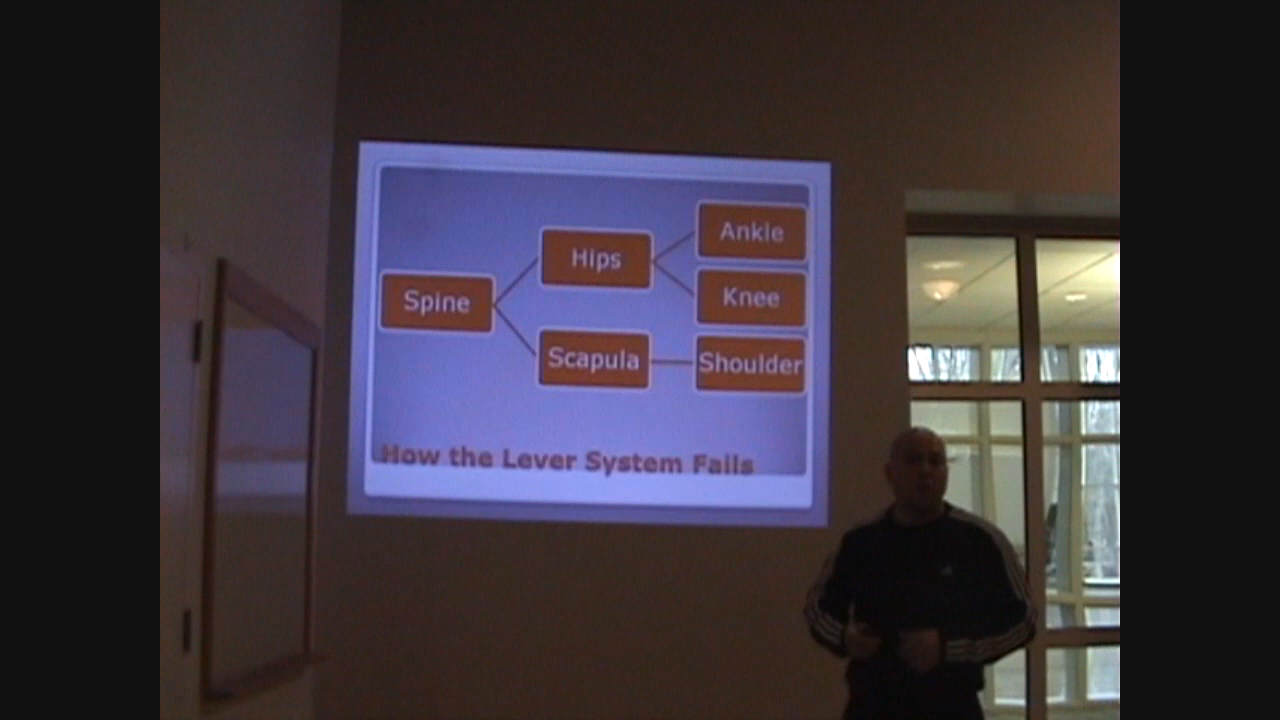 Spine
Hips
Scapula
Ankle
Knee
Shoulder
How the Lever System Fails